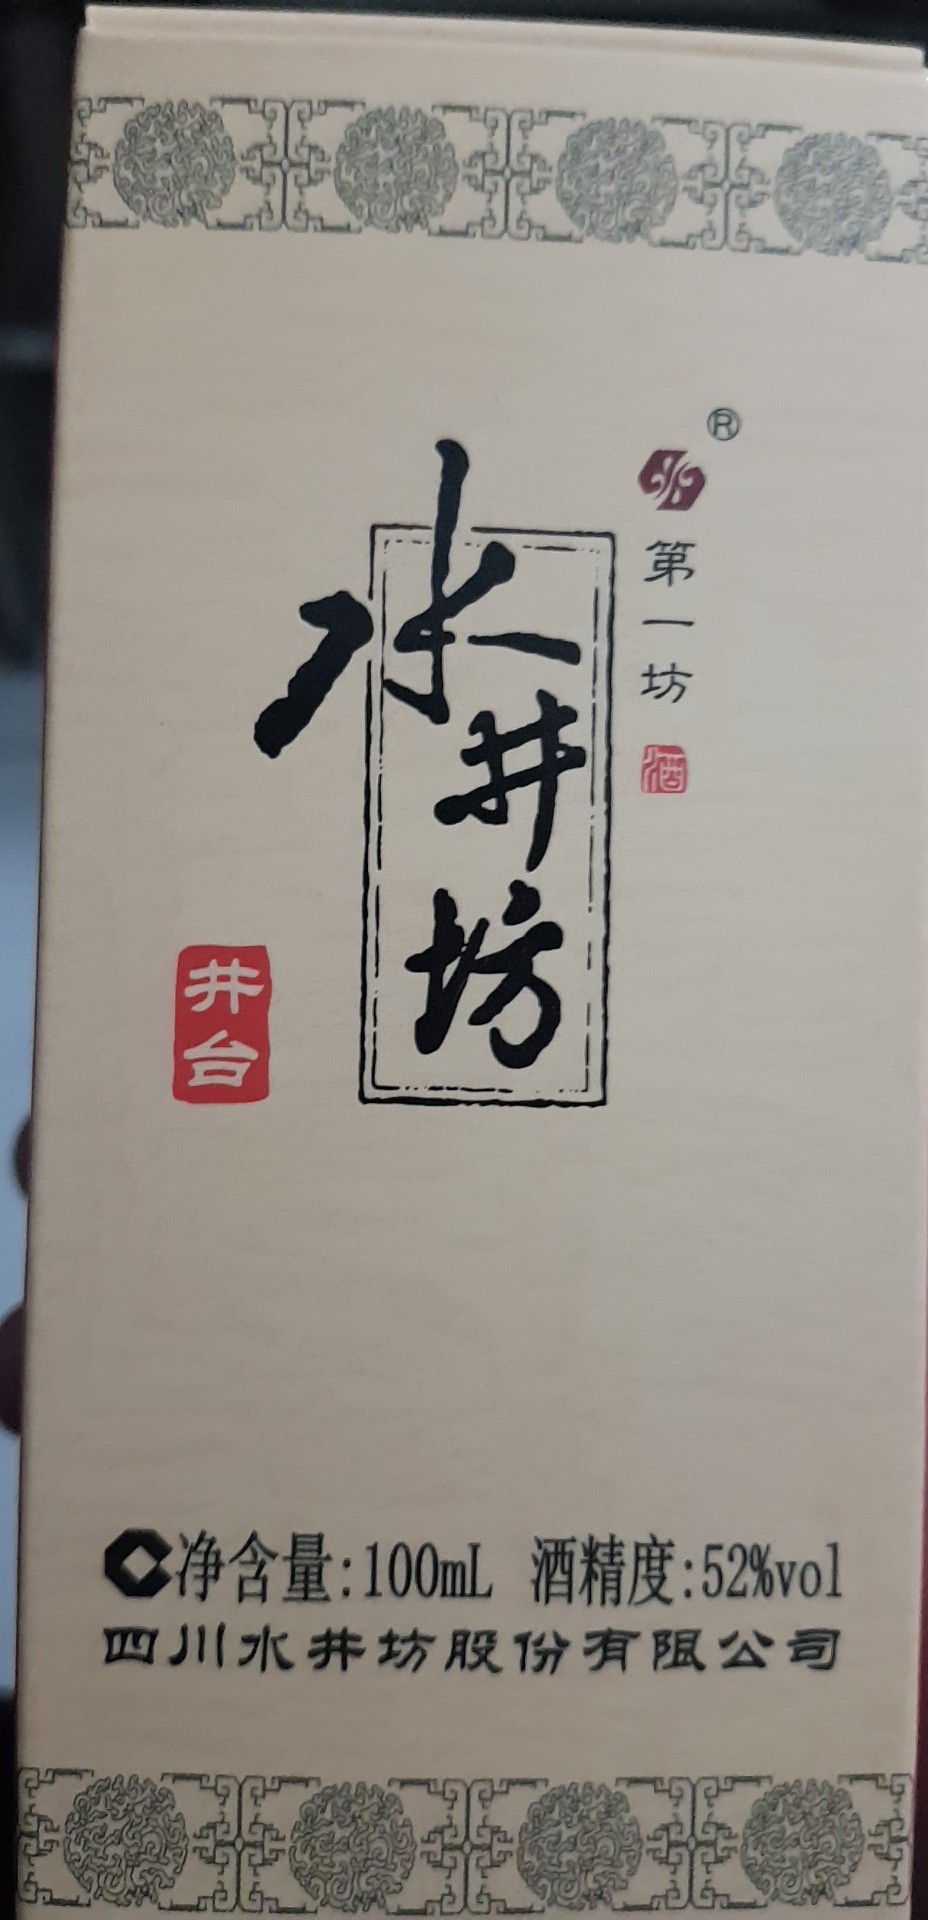 ®
水井坊
第一坊
酒
井台
净含量:100mL 酒精度:52%vol
四川水井坊股份有限公司